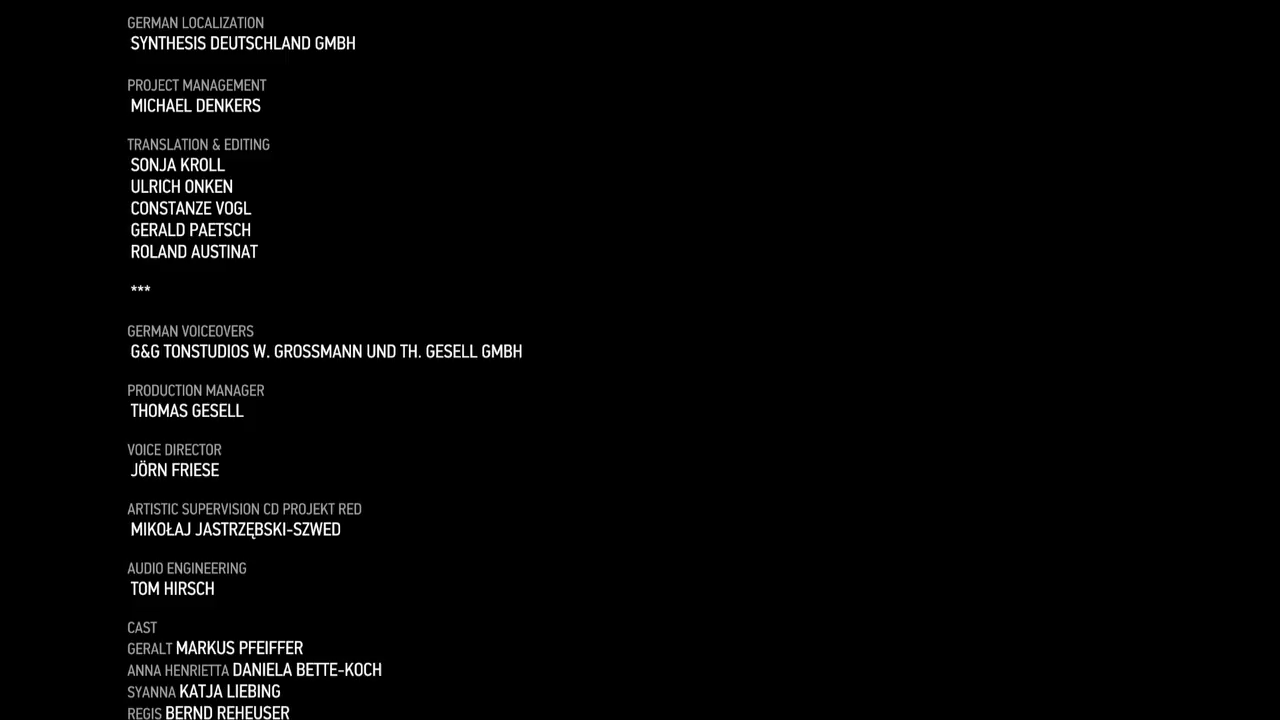 GERMAN LOCALIZATION
SYNTHESIS DEUTSCHLAND GMBH
PROJECT MANAGEMENT
MICHAEL DENKERS
TRANSLATION & EDITING
SONJA KROLL
ULRICH ONKEN
CONSTANZE VOGL
GERALD PAETSCH
ROLAND AUSTINAT
***
GERMAN VOICEOVERS
G&G TONSTUDIOS W. GROSSMANN UND TH. GESELL GMBH
PRODUCTION MANAGER
THOMAS GESELL
VOICE DIRECTOR
JÖRN FRIESE
ARTISTIC SUPERVISION CD PROJEKT RED
MIKOŁAJ JASTRZĘBSKI-SZWED
AUDIO ENGINEERING
TOM HIRSCH
CAST
GERALT MARKUS PFEIFFER
ANNA HENRIETTA DANIELA BETTE-KOCH
SYANNA KATJA LIEBING
REGIS BERND REHEUSER